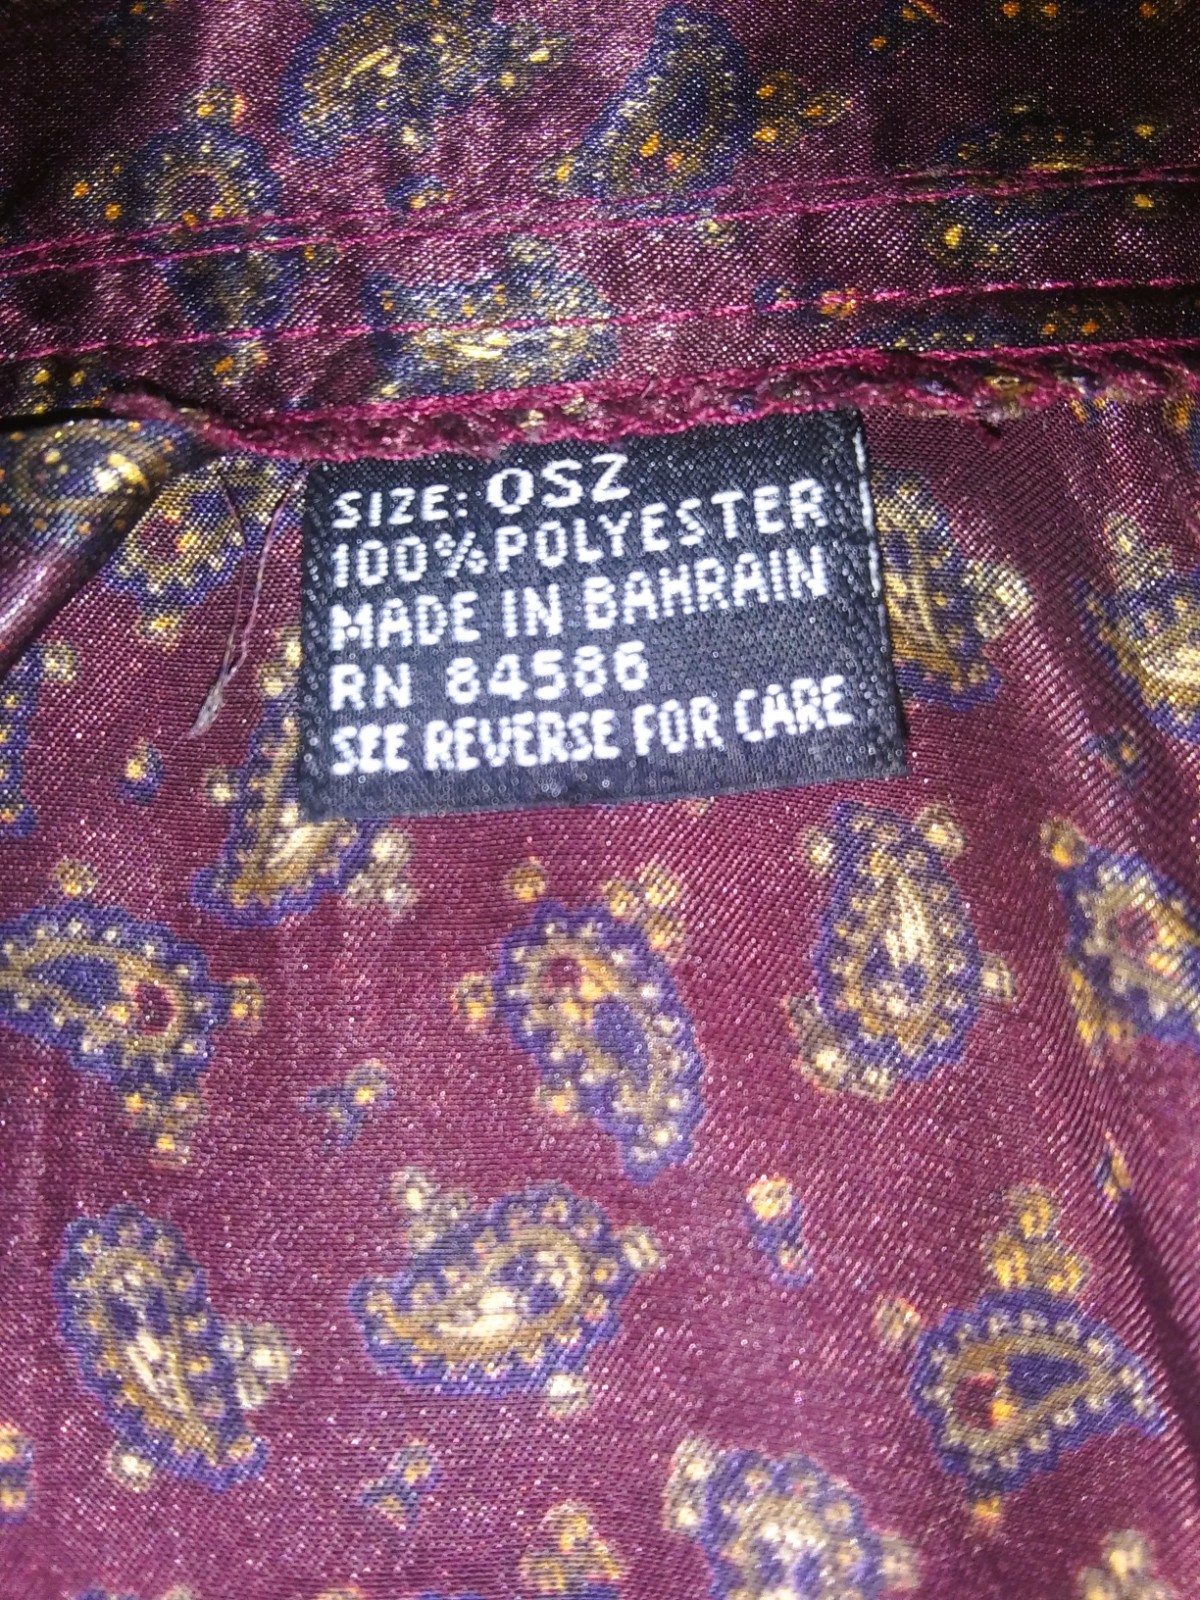 SIZE: OSZ
100% POLYESTER
MADE IN BAHRAIN
RN 84586
SEE REVERSE FOR CARE